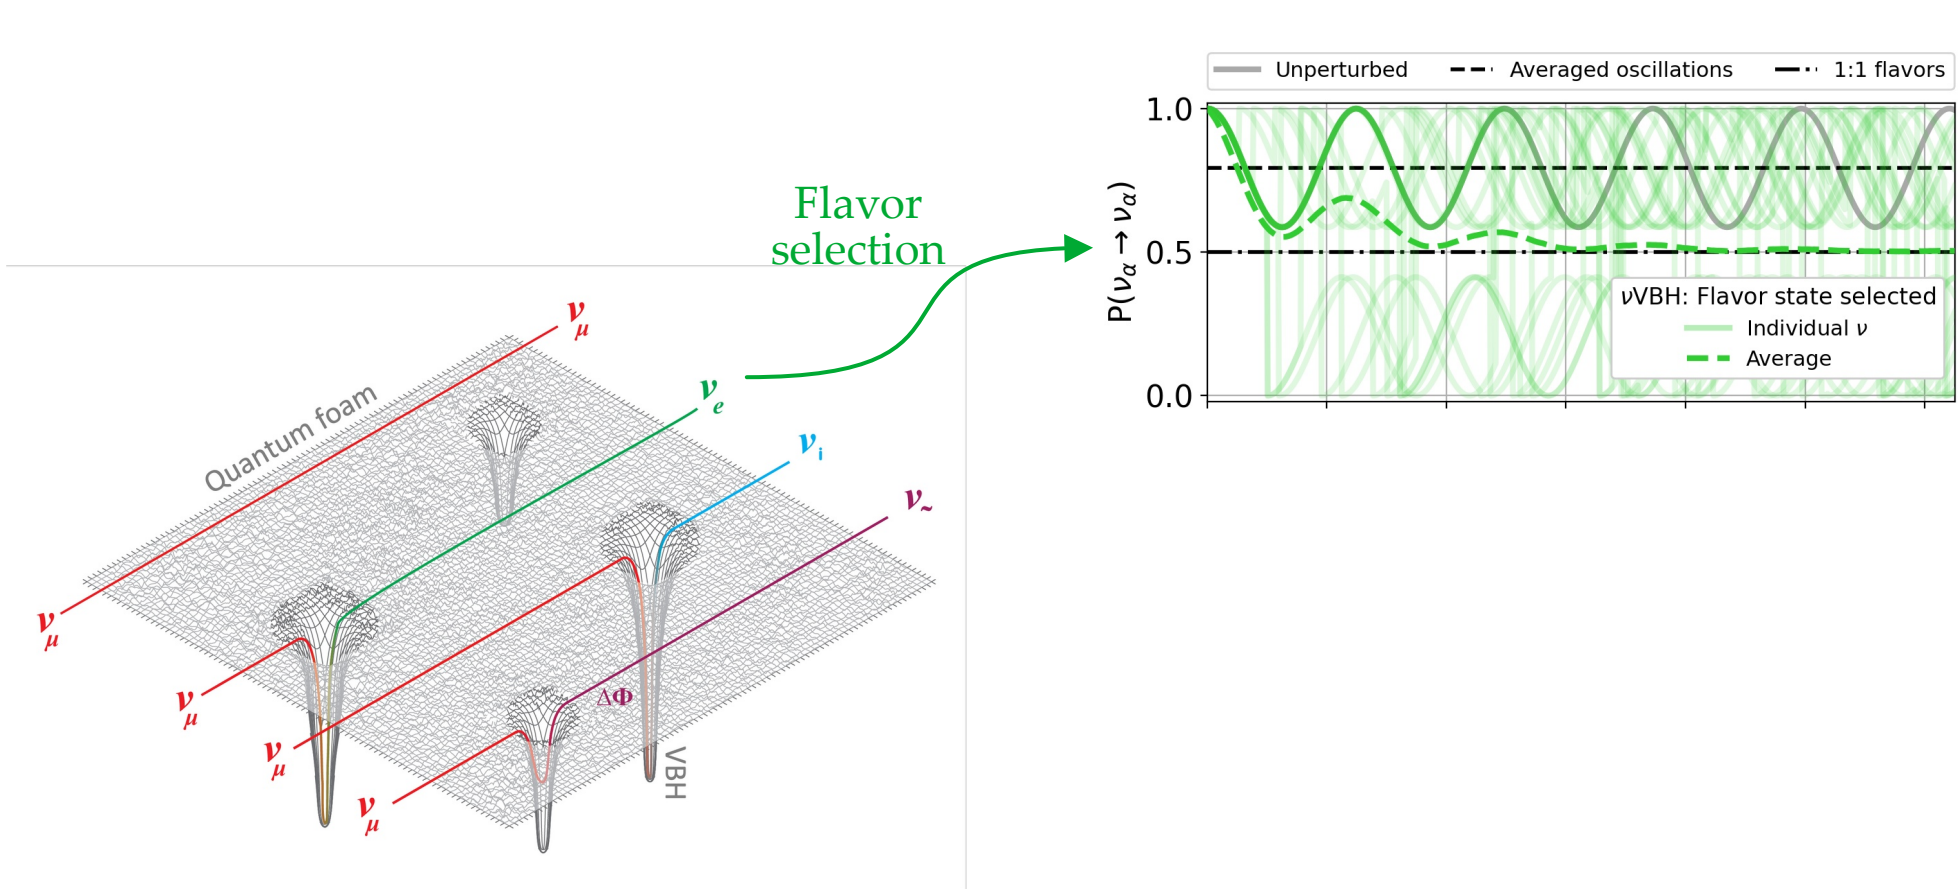 Unperturbed
Averaged oscillations
1:1 flavors
1.0
0.5
0.0
P(να → να)
νVBH: Flavor state selected
Individual ν
Average
Flavor
selection
Quantum foam
νμ
νe
νi
ν~
νμ
νμ
νμ
νμ
ΔΦ
VBH